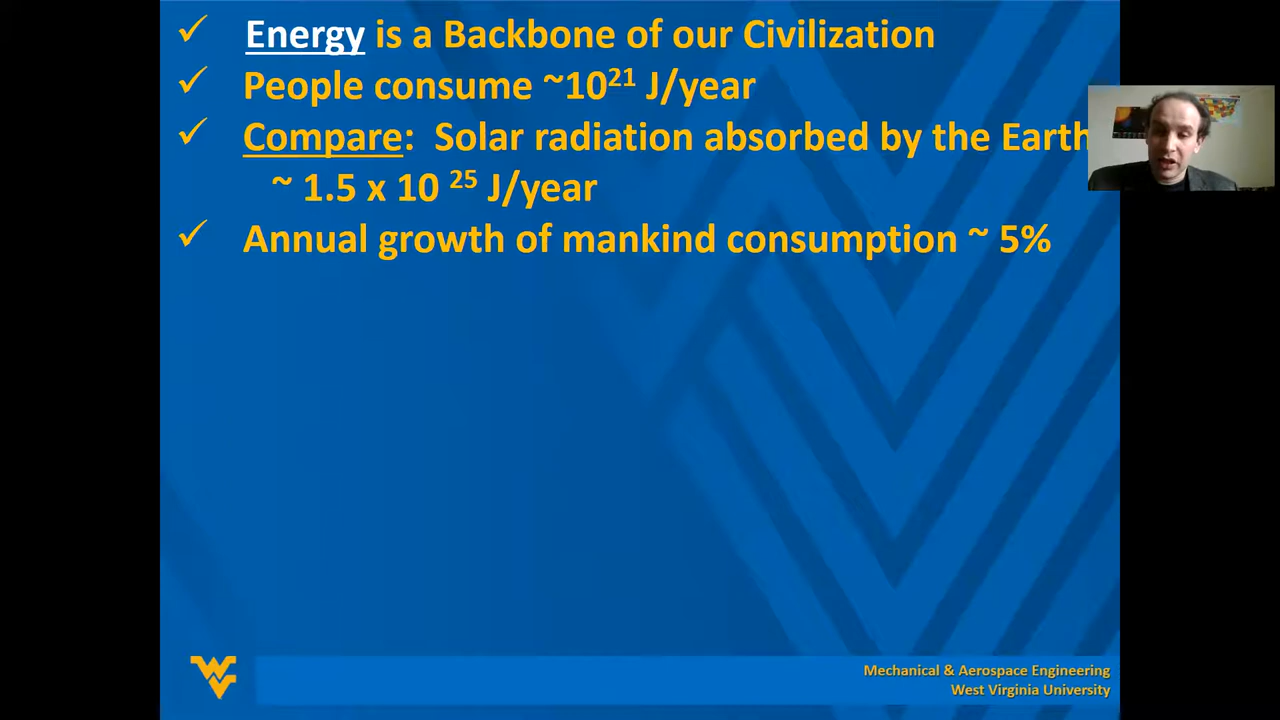 ✓ Energy is a Backbone of our Civilization
✓ People consume ~10²¹ J/year
✓ Compare: Solar radiation absorbed by the Earth
~ 1.5 x 10 ²⁵ J/year
✓ Annual growth of mankind consumption ~ 5%
WV
Mechanical & Aerospace Engineering
West Virginia University